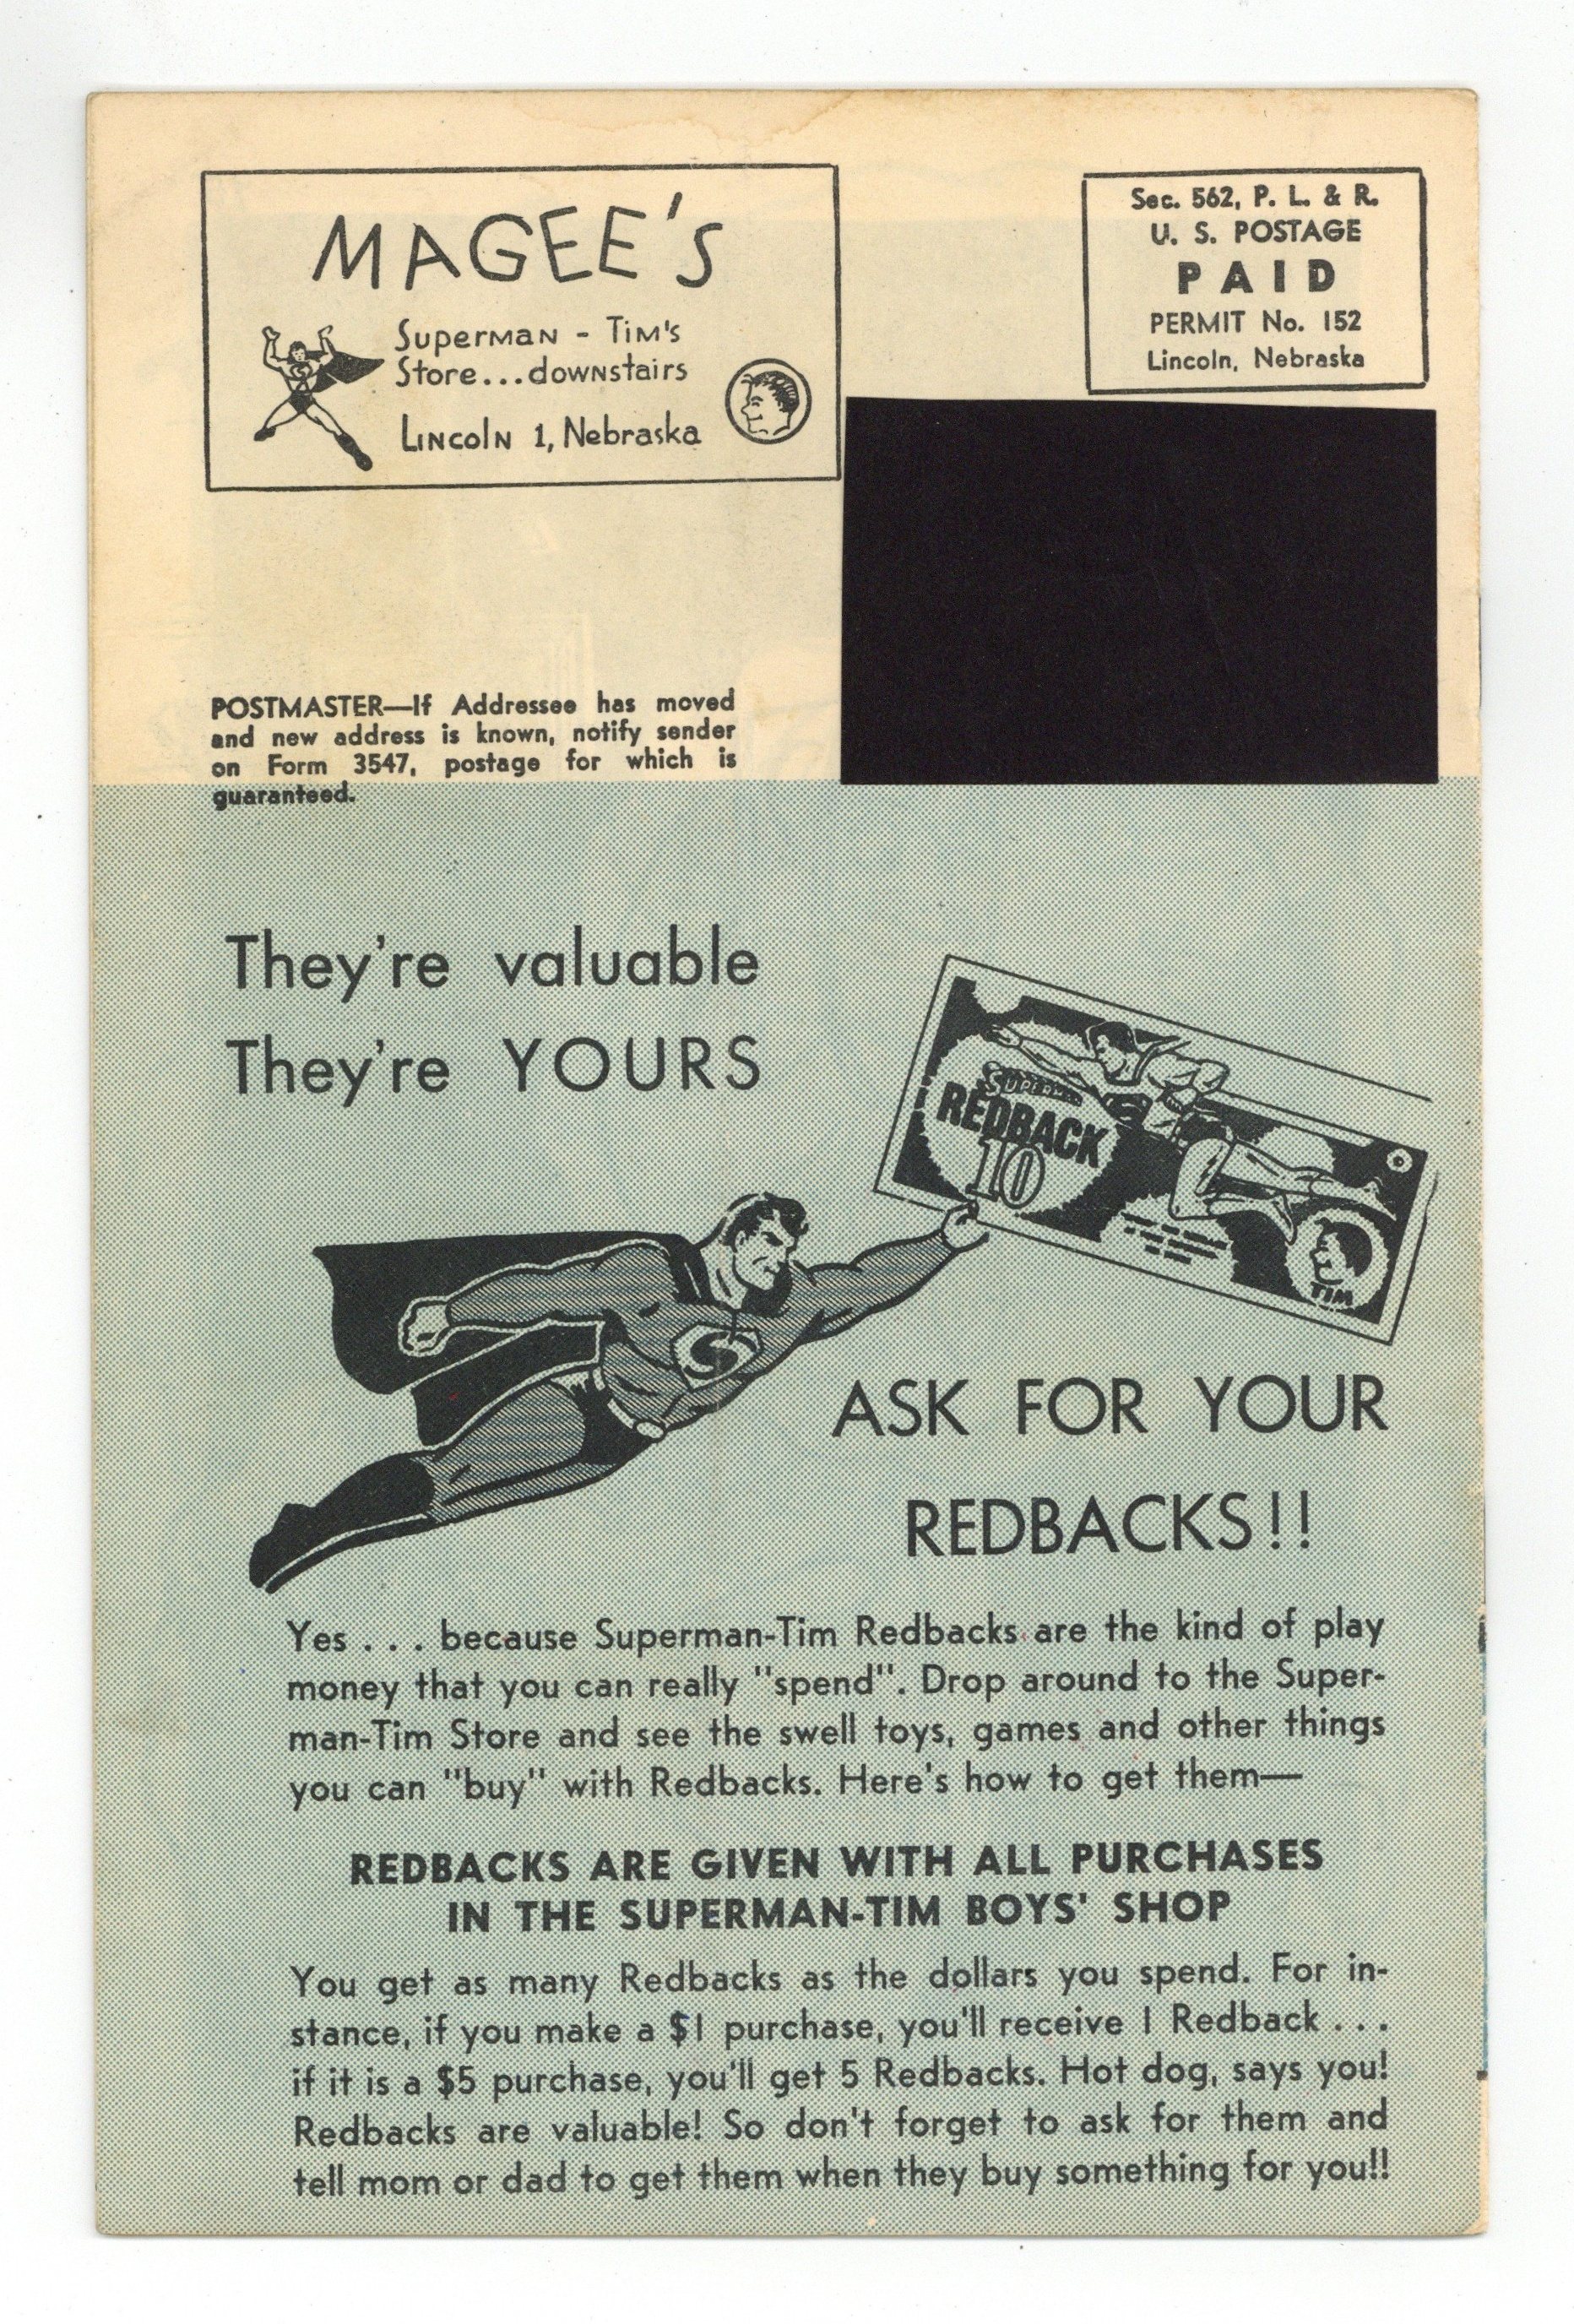 MAGEE'S
Superman - Tim's
Store...downstairs
Lincoln 1, Nebraska
Sec. 562, P. L. & R.
U. S. POSTAGE
PAID
PERMIT No. 152
Lincoln, Nebraska
POSTMASTER—If Addressee has moved
and new address is known, notify sender
on Form 3547, postage for which is
guaranteed.
They're valuable
They're YOURS
SUPERMAN
REDBACK
10
TIM
S
ASK FOR YOUR
REDBACKS!!
Yes . . . because Superman-Tim Redbacks are the kind of play
money that you can really "spend". Drop around to the Super-
man-Tim Store and see the swell toys, games and other things
you can "buy" with Redbacks. Here's how to get them—
REDBACKS ARE GIVEN WITH ALL PURCHASES
IN THE SUPERMAN-TIM BOYS' SHOP
You get as many Redbacks as the dollars you spend. For in-
stance, if you make a $1 purchase, you'll receive 1 Redback . . .
if it is a $5 purchase, you'll get 5 Redbacks. Hot dog, says you!
Redbacks are valuable! So don't forget to ask for them and
tell mom or dad to get them when they buy something for you!!